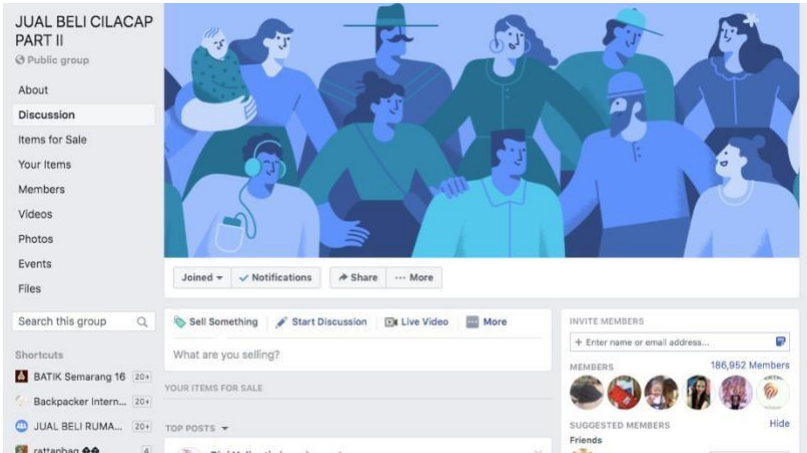 JUAL BELI CILACAP
PART II
Public group
About
Discussion
Items for Sale
Your Items
Members
Videos
Photos
Events
Files
Search this group
Shortcuts
BATIK Semarang 16 20+
Backpacker Intern... 20+
JUAL BELI RUMA... 20+
rattanbag 4
Joined Notifications Share ... More
Sell Something Start Discussion Live Video More
What are you selling?
YOUR ITEMS FOR SALE
TOP POSTS
INVITE MEMBERS
+ Enter name or email address...
MEMBERS 186,952 Members
SUGGESTED MEMBERS Hide
Friends